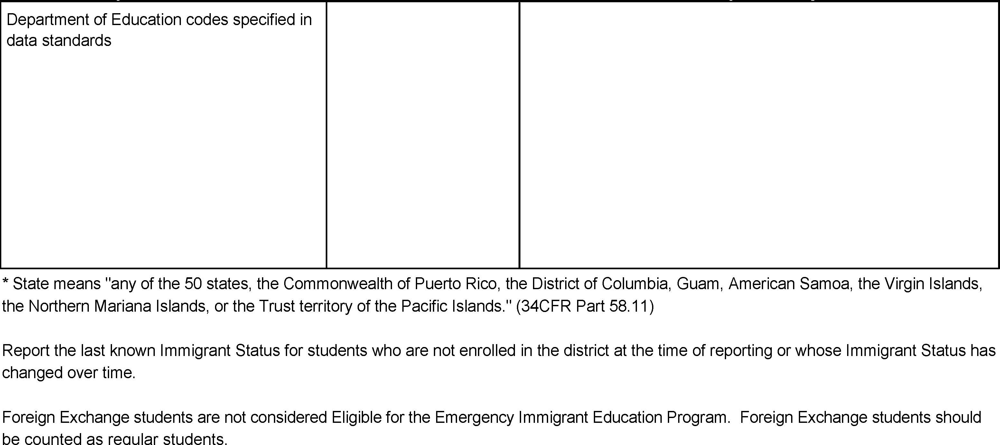 Department of Education codes specified in
data standards
* State means "any of the 50 states, the Commonwealth of Puerto Rico, the District of Columbia, Guam, American Samoa, the Virgin Islands,
the Northern Mariana Islands, or the Trust territory of the Pacific Islands." (34CFR Part 58.11)
Report the last known Immigrant Status for students who are not enrolled in the district at the time of reporting or whose Immigrant Status has
changed over time.
Foreign Exchange students are not considered Eligible for the Emergency Immigrant Education Program.  Foreign Exchange students should
be counted as regular students.